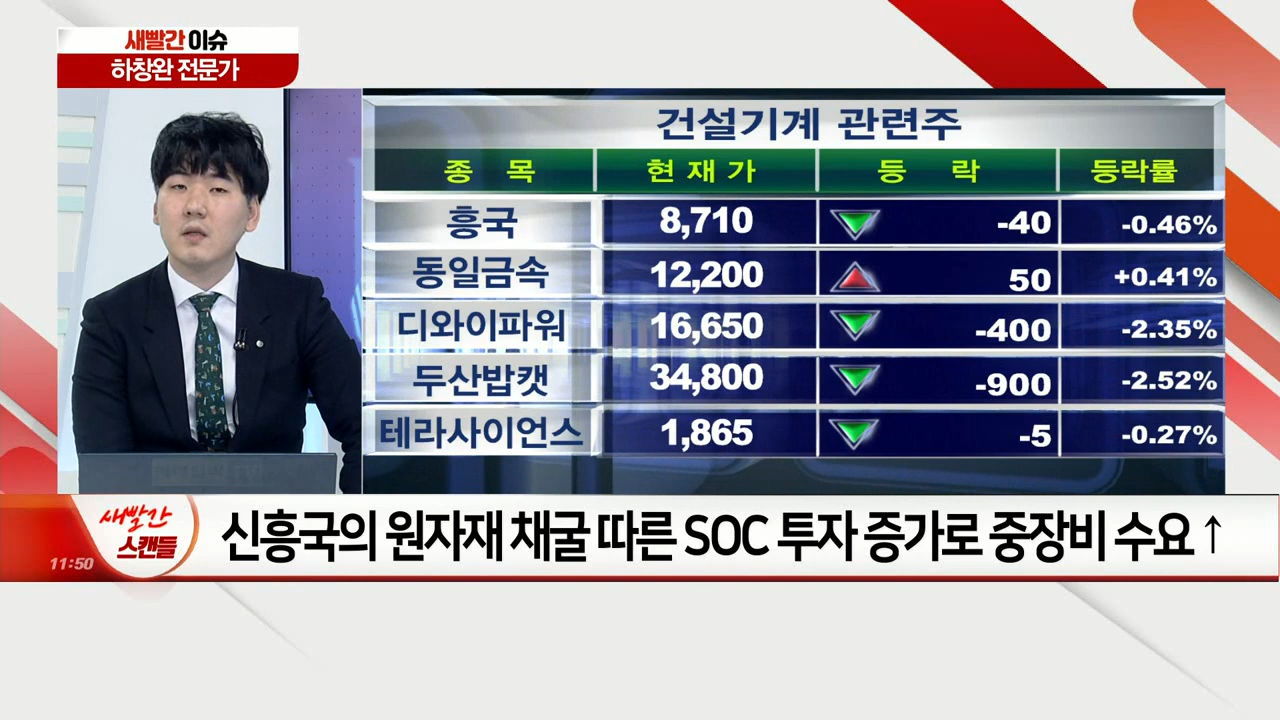 새빨간 이슈
하창완 전문가
건설기계 관련주
종 목 현 재 가 등 락 등락률
흥국 8,710 ▼ -40 -0.46%
동일금속 12,200 ▲ 50 +0.41%
디와이파워 16,650 ▼ -400 -2.35%
두산밥캣 34,800 ▼ -900 -2.52%
테라사이언스 1,865 ▼ -5 -0.27%
새빨간
스캔들
11:50
신흥국의 원자재 채굴 따른 SOC 투자 증가로 중장비 수요↑